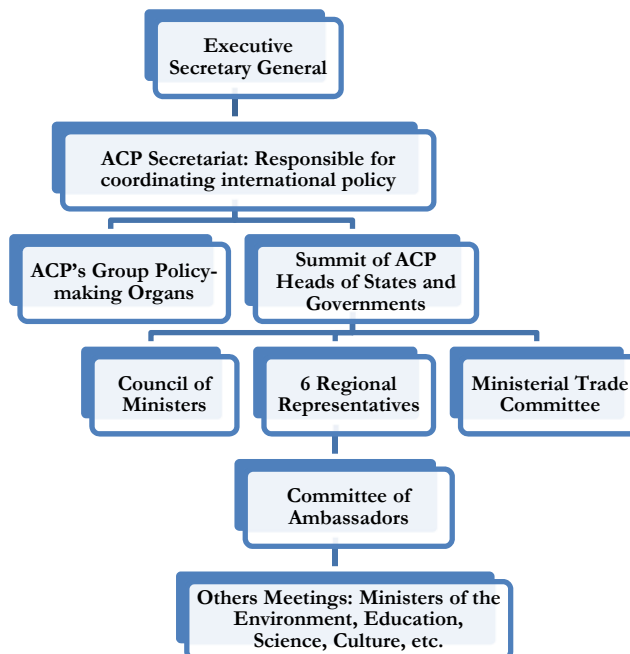 Executive
Secretary General
ACP Secretariat: Responsible for
coordinating international policy
ACP's Group Policy-
making Organs
Summit of ACP
Heads of States and
Governments
Council of
Ministers
6 Regional
Representatives
Ministerial Trade
Committee
Committee of
Ambassadors
Others Meetings: Ministers of the
Environment, Education,
Science, Culture, etc.